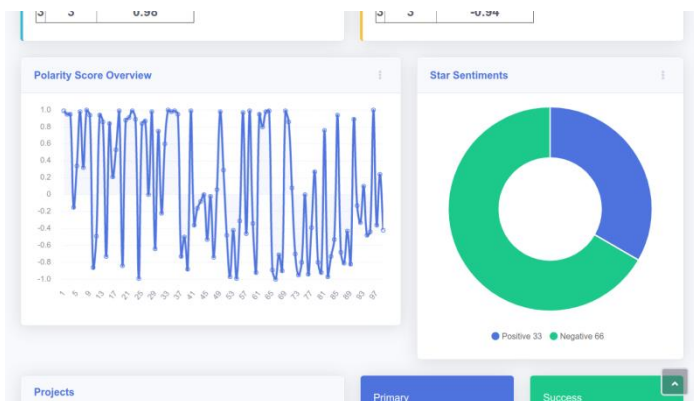 3 3 0.98
3 3 -0.94
Polarity Score Overview
Star Sentiments
1.0
0.8
0.6
0.4
0.2
0
-0.2
-0.4
-0.6
-0.8
-1.0
1 5 9 13 17 21 25 29 33 37 41 45 49 53 57 61 65 69 73 77 81 85 89 93 97
Positive 33 Negative 66
Projects
Primary
Success